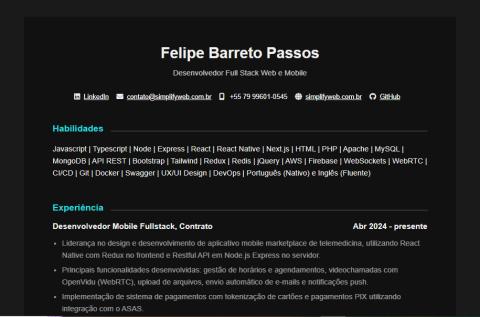 Felipe Barreto Passos
Desenvolvedor Full Stack Web e Mobile
LinkedIn contato@simplifyweb.com.br +55 79 99601-0545 simplifyweb.com.br GitHub
Habilidades
Javascript | Typescript | Node | Express | React | React Native | Next.js | HTML | PHP | Apache | MySQL |
MongoDB | API REST | Bootstrap | Tailwind | Redux | Redis | jQuery | AWS | Firebase | WebSockets | WebRTC |
CI/CD | Git | Docker | Swagger | UX/UI Design | DevOps | Português (Nativo) e Inglês (Fluente)
Experiência
Desenvolvedor Mobile Fullstack, Contrato Abr 2024 - presente
• Liderança no design e desenvolvimento de aplicativo mobile marketplace de telemedicina, utilizando React
Native com Redux no frontend e Restful API em Node.js Express no servidor.
• Principais funcionalidades desenvolvidas: gestão de horários e agendamentos, videochamadas com
OpenVidu (WebRTC), upload de arquivos, envio automático de e-mails e notificações push.
• Implementação de sistema de pagamentos com tokenização de cartões e pagamentos PIX utilizando
integração com o ASAS.